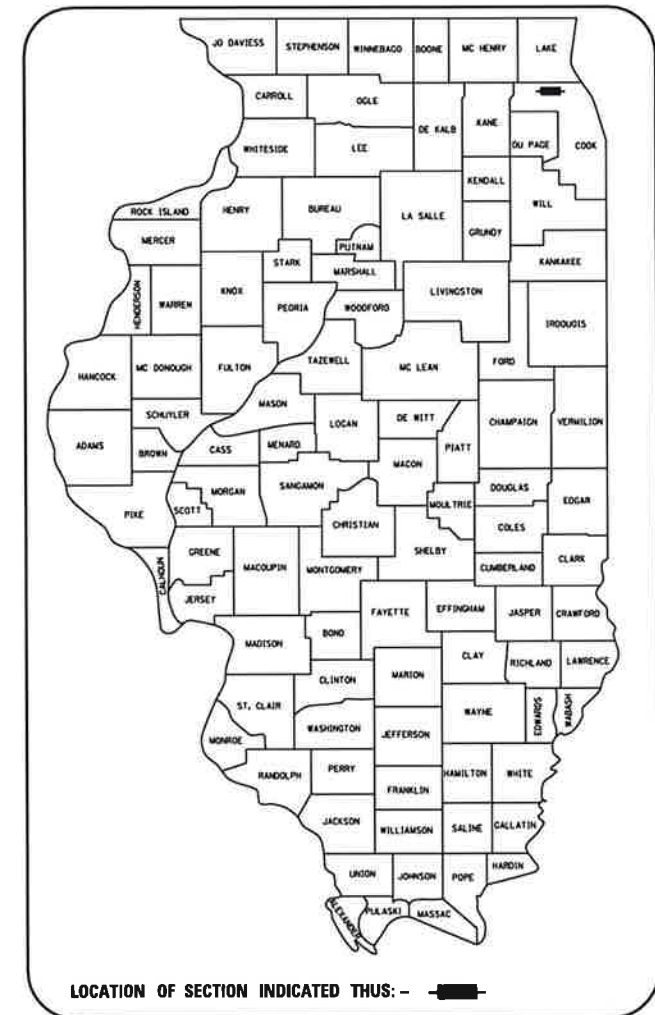 JO DAVIESS
STEPHENSON
WINNEBAGO
BOONE
MC HENRY
LAKE
CARROLL
OGLE
DE KALB
KANE
DU PAGE
COOK
WHITESIDE
LEE
KENDALL
WILL
ROCK ISLAND
HENRY
BUREAU
LA SALLE
GRUNDY
MERCER
PUTNAM
STARK
MARSHALL
KANKAKEE
HENDERSON
WARREN
KNOX
PEORIA
WOODFORD
LIVINGSTON
IROQUOIS
HANCOCK
MC DONOUGH
FULTON
TAZEWELL
MC LEAN
FORD
SCHUYLER
MASON
LOGAN
DE WITT
CHAMPAIGN
VERMILION
ADAMS
BROWN
CASS
MENARD
MACON
PIATT
PIXE
SCOTT
MORGAN
SANGAMON
CHRISTIAN
MOULTRIE
DOUGLAS
EDGAR
COLES
CALHOUN
GREENE
MACOUPIN
MONTGOMERY
SHELBY
CUMBERLAND
CLARK
JERSEY
FAYETTE
EFFINGHAM
JASPER
CRAWFORD
MADISON
BOND
CLAY
RICHLAND
LAWRENCE
CLINTON
MARION
ST. CLAIR
WAYNE
EDWARDS
WABASH
MONROE
WASHINGTON
JEFFERSON
RANDOLPH
PERRY
HAMILTON
WHITE
FRANKLIN
JACKSON
WILLIAMSON
SALINE
GALLATIN
UNION
JOHNSON
POPE
HARDIN
ALEXANDER
PULASKI
MASSAC
LOCATION OF SECTION INDICATED THUS: -